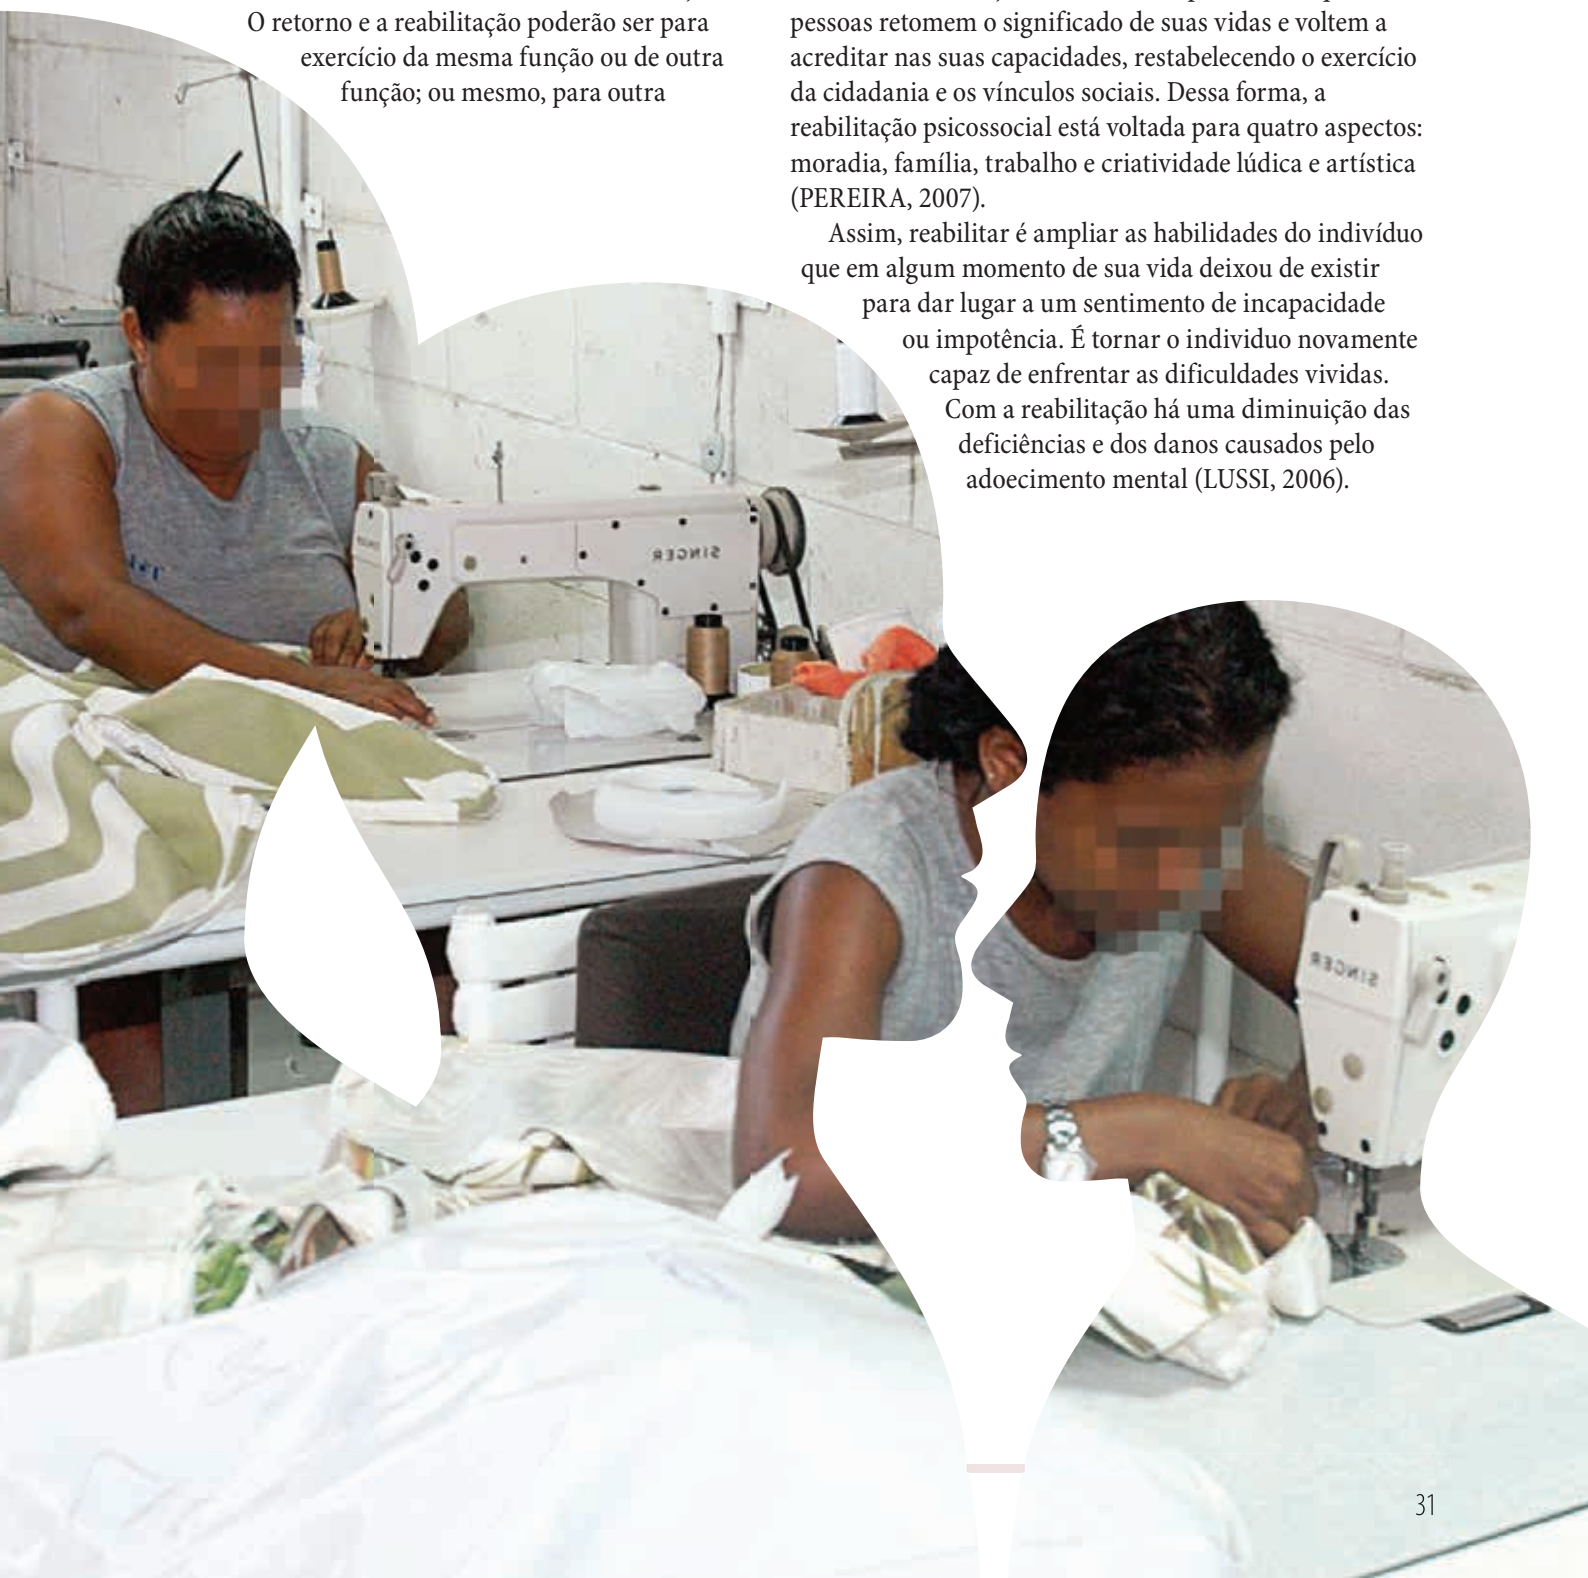 O retorno e a reabilitação poderão ser para
exercício da mesma função ou de outra
função; ou mesmo, para outra
pessoas retomem o significado de suas vidas e voltem a
acreditar nas suas capacidades, restabelecendo o exercício
da cidadania e os vínculos sociais. Dessa forma, a
reabilitação psicossocial está voltada para quatro aspectos:
moradia, família, trabalho e criatividade lúdica e artística
(PEREIRA, 2007).
Assim, reabilitar é ampliar as habilidades do indivíduo
que em algum momento de sua vida deixou de existir
para dar lugar a um sentimento de incapacidade
ou impotência. É tornar o individuo novamente
capaz de enfrentar as dificuldades vividas.
Com a reabilitação há uma diminuição das
deficiências e dos danos causados pelo
adoecimento mental (LUSSI, 2006).
SINGER
SINGER
31